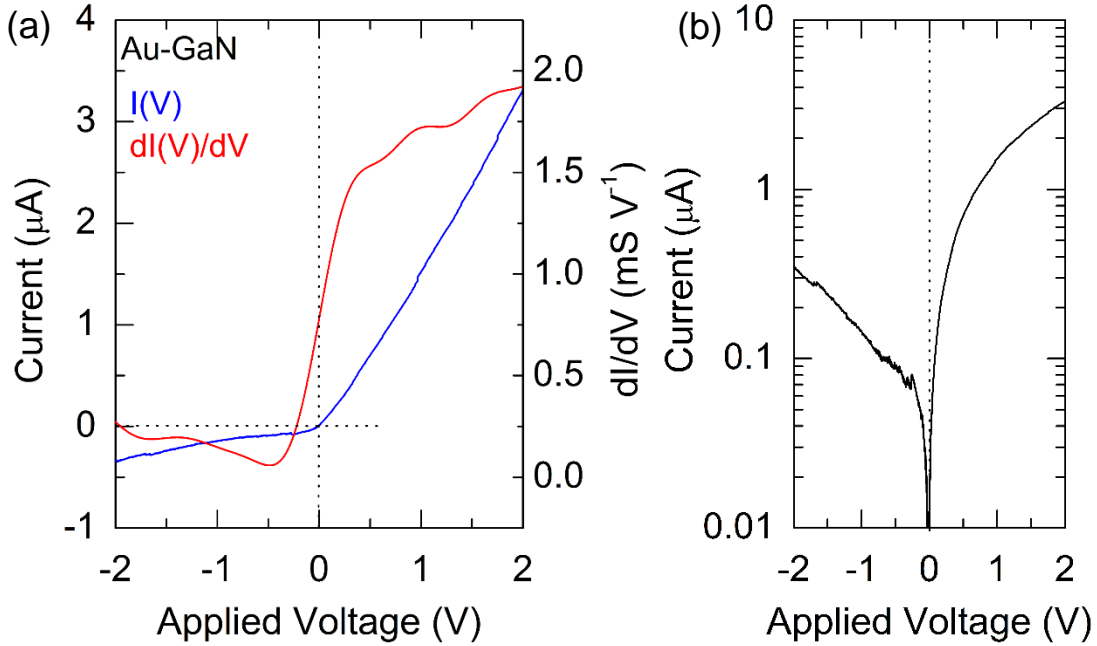 (a)
Au-GaN
I(V)
dI(V)/dV
Current (μA)
4
3
2
1
0
-1
-2
-1
0
1
2
Applied Voltage (V)
2.0
1.5
1.0
0.5
0.0
dI/dV (mS V⁻¹)
(b)
Current (μA)
10
1
0.1
0.01
-2
-1
0
1
2
Applied Voltage (V)